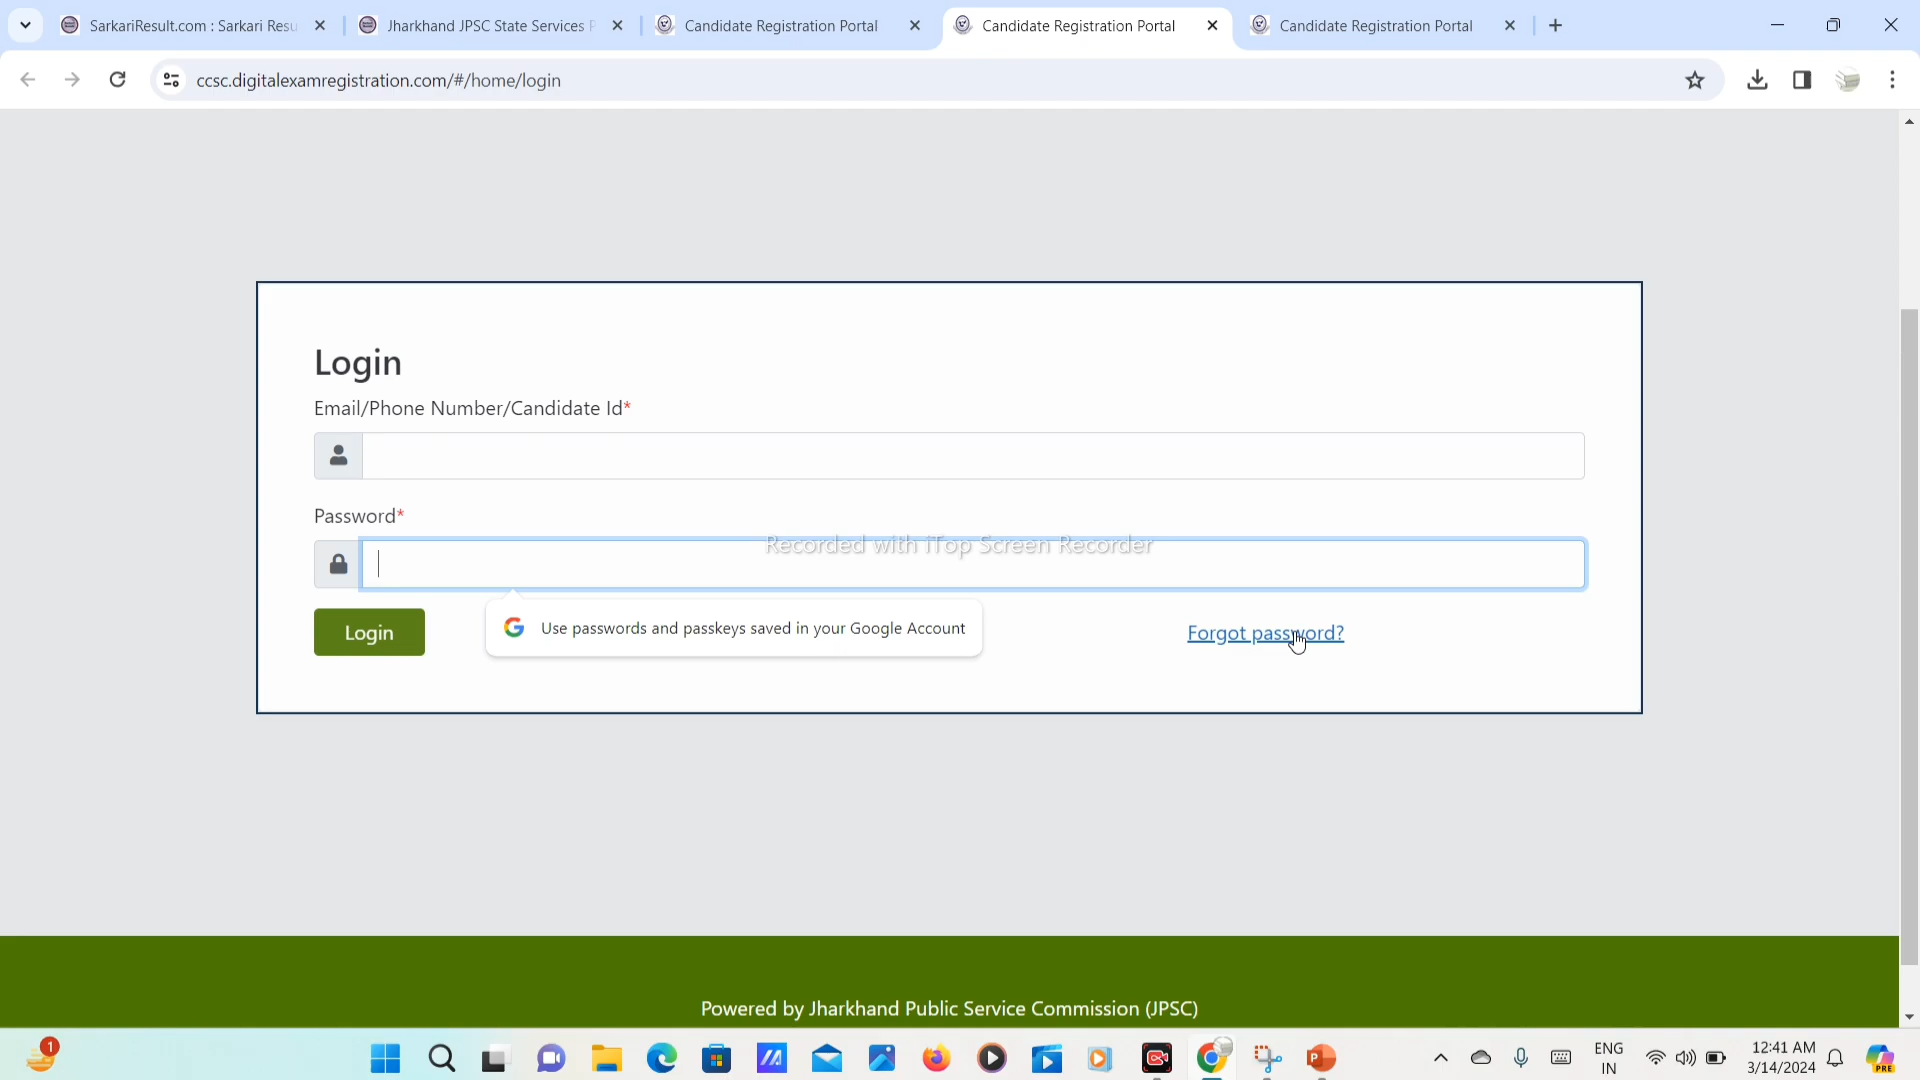 SarkariResult.com : Sarkari Resu
Jharkhand JPSC State Services P
Candidate Registration Portal
Candidate Registration Portal
Candidate Registration Portal
ccsc.digitalexamregistration.com/#/home/login
Login
Email/Phone Number/Candidate Id*
Password*
Recorded with iTop Screen Recorder
Login
Use passwords and passkeys saved in your Google Account
Forgot password?
Powered by Jharkhand Public Service Commission (JPSC)
1
ENG
IN
12:41 AM
3/14/2024
PRE